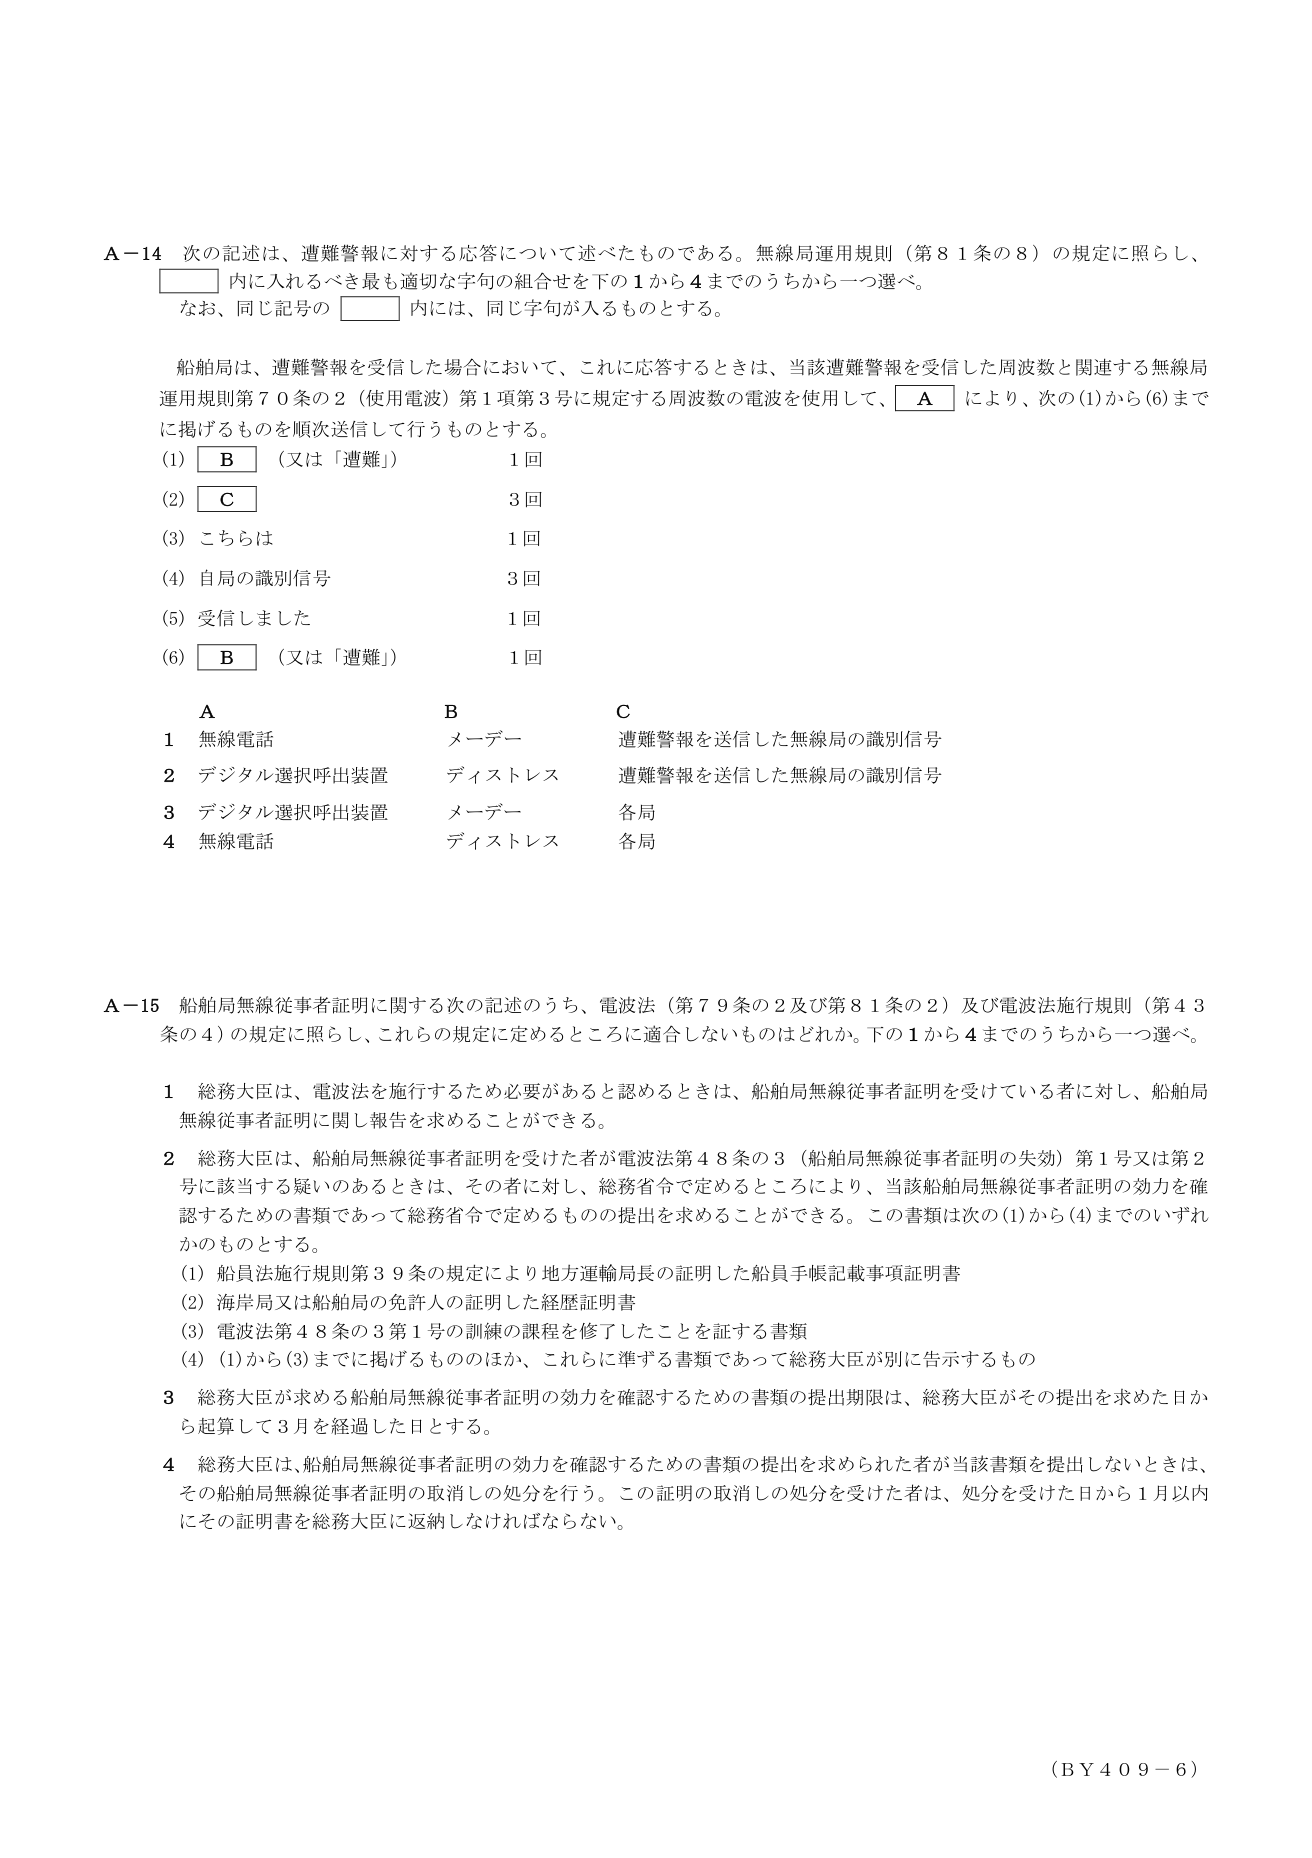 A－14　次の記述は、遭難警報に対する応答について述べたものである。無線局運用規則（第８１条の８）の規定に照らし、
内に入れるべき最も適切な字句の組合せを下の1から4までのうちから一つ選べ。
なお、同じ記号の　　　内には、同じ字句が入るものとする。
船舶局は、遭難警報を受信した場合において、これに応答するときは、当該遭難警報を受信した周波数と関連する無線局
運用規則第７０条の２（使用電波）第１項第３号に規定する周波数の電波を使用して、 A により、次の(1)から(6)まで
に掲げるものを順次送信して行うものとする。
(1) B （又は「遭難」）　１回
(2) C　３回
(3) こちらは　１回
(4) 自局の識別信号　３回
(5) 受信しました　１回
(6) B （又は「遭難」）　１回
A　B　C
1　無線電話　メーデー　遭難警報を送信した無線局の識別信号
2　デジタル選択呼出装置　ディストレス　遭難警報を送信した無線局の識別信号
3　デジタル選択呼出装置　メーデー　各局
4　無線電話　ディストレス　各局
A－15　船舶局無線従事者証明に関する次の記述のうち、電波法（第７９条の２及び第８１条の２）及び電波法施行規則（第４３
条の４）の規定に照らし、これらの規定に定めるところに適合しないものはどれか。下の1から4までのうちから一つ選べ。
1　総務大臣は、電波法を施行するため必要があると認めるときは、船舶局無線従事者証明を受けている者に対し、船舶局
無線従事者証明に関し報告を求めることができる。
2　総務大臣は、船舶局無線従事者証明を受けた者が電波法第４８条の３（船舶局無線従事者証明の失効）第１号又は第２
号に該当する疑いのあるときは、その者に対し、総務省令で定めるところにより、当該船舶局無線従事者証明の効力を確
認するための書類であって総務省令で定めるものの提出を求めることができる。この書類は次の(1)から(4)までのいずれ
かのものとする。
(1) 船員法施行規則第３９条の規定により地方運輸局長の証明した船員手帳記載事項証明書
(2) 海岸局又は船舶局の免許人の証明した経歴証明書
(3) 電波法第４８条の３第１号の訓練の課程を修了したことを証する書類
(4) (1)から(3)までに掲げるもののほか、これらに準ずる書類であって総務大臣が別に告示するもの
3　総務大臣が求める船舶局無線従事者証明の効力を確認するための書類の提出期限は、総務大臣がその提出を求めた日か
ら起算して３月を経過した日とする。
4　総務大臣は、船舶局無線従事者証明の効力を確認するための書類の提出を求められた者が当該書類を提出しないときは、
その船舶局無線従事者証明の取消しの処分を行う。この証明の取消しの処分を受けた者は、処分を受けた日から１月以内
にその証明書を総務大臣に返納しなければならない。
（ＢＹ４０９－６）